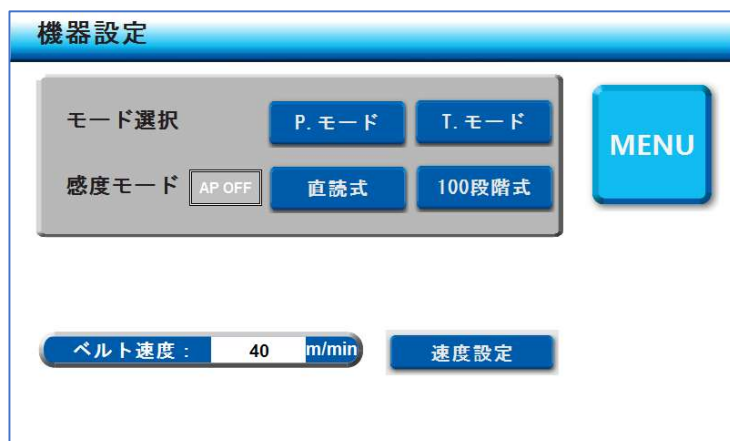 機器設定
モード選択 P.モード T.モード
MENU
感度モード AP OFF 直読式 100段階式
ベルト速度： 40 m/min 速度設定